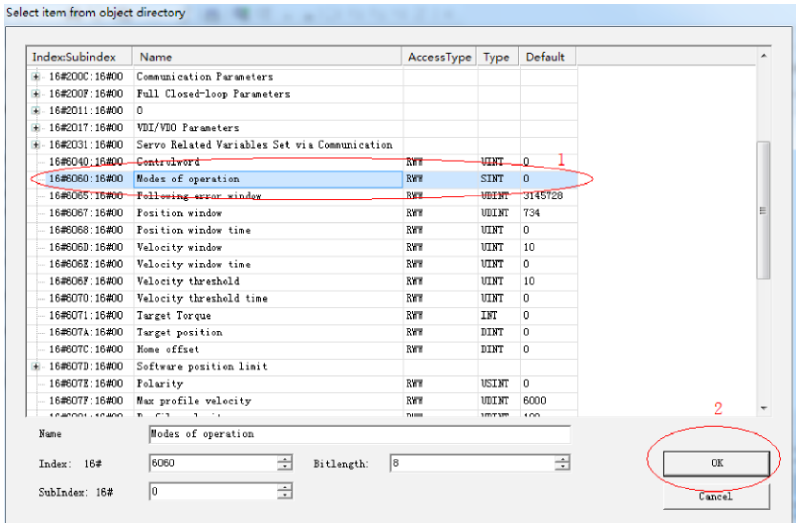 Select item from object directory
Index:Subindex Name AccessType Type Default
16#200C:16#00 Communication Parameters
16#200F:16#00 Full Closed-loop Parameters
16#2011:16#00 0
16#2017:16#00 VDI/VDO Parameters
16#2031:16#00 Servo Related Variables Set via Communication
16#6040:16#00 Controlword RWW UINT 0 1
16#6060:16#00 Modes of operation RWW SINT 0
16#6065:16#00 Following error window RWW UDINT 3145728
16#6067:16#00 Position window RWW UDINT 734
16#6068:16#00 Position window time RWW UINT 0
16#606D:16#00 Velocity window RWW UINT 10
16#606E:16#00 Velocity window time RWW UINT 0
16#606F:16#00 Velocity threshold RWW UINT 10
16#6070:16#00 Velocity threshold time RWW UINT 0
16#6071:16#00 Target Torque RWW INT 0
16#607A:16#00 Target position RWW DINT 0
16#607C:16#00 Home offset RWW DINT 0
16#607D:16#00 Software position limit
16#607E:16#00 Polarity RWW USINT 0
16#607F:16#00 Max profile velocity RWW UDINT 6000
2
Name Modes of operation
Index: 16# 6060 Bitlength: 8 OK
SubIndex: 16# 0 Cancel